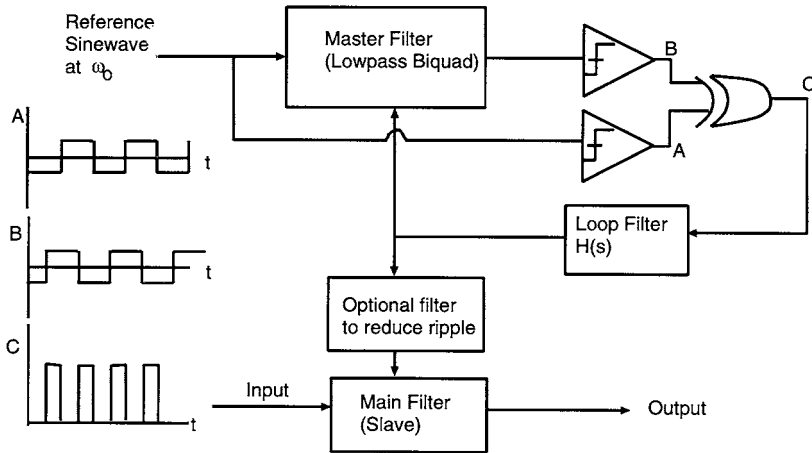 Reference
Sinewave
at ω₀
Master Filter
(Lowpass Biquad)
B
C
A
A
t
B
t
C
t
Loop Filter
H(s)
Optional filter
to reduce ripple
Input
Main Filter
(Slave)
Output